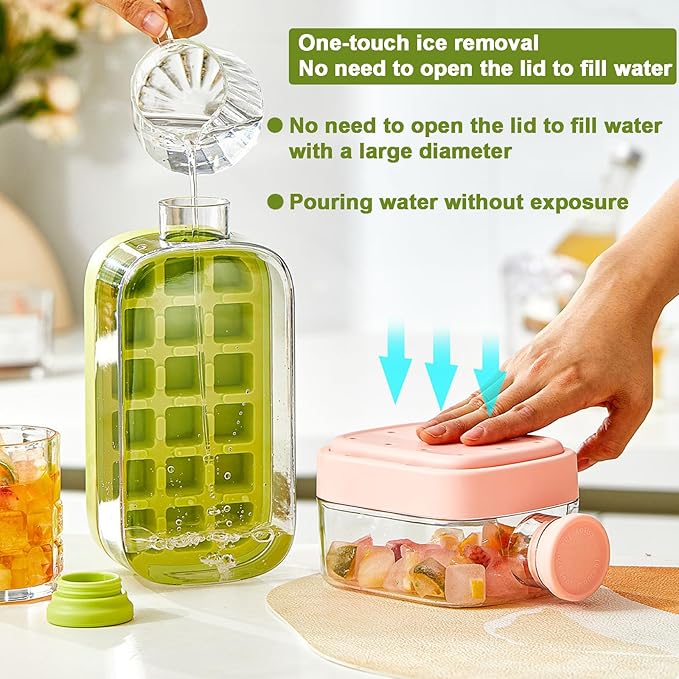 One-touch ice removal
No need to open the lid to fill water
No need to open the lid to fill water
with a large diameter
Pouring water without exposure